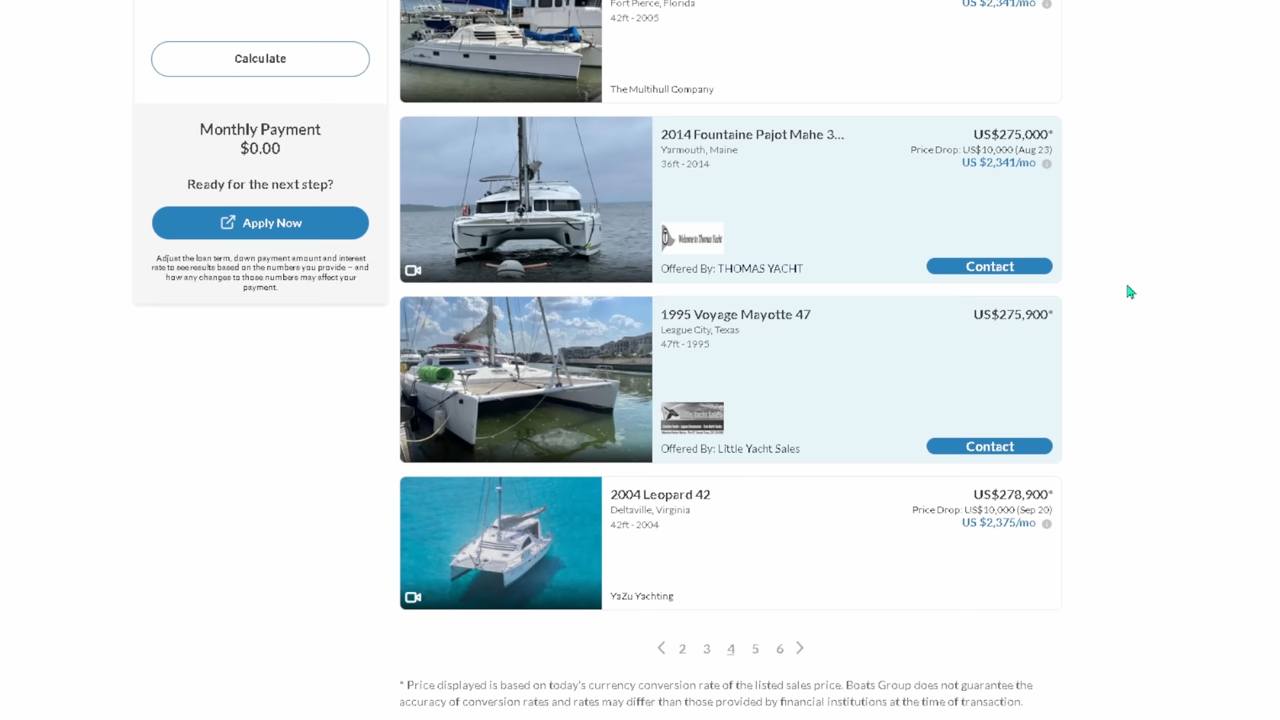 Fort Pierce, Florida
US $2,341/mo
42ft - 2005
Calculate
The Multihull Company
Monthly Payment
$0.00
Ready for the next step?
Apply Now
Adjust the loan term, down payment amount and interest
rate to see results based on the numbers you provide – and
how any changes to those numbers may affect your
payment.
2014 Fountaine Pajot Mahe 3...
US$275,000*
Yarmouth, Maine
Price Drop: US$10,000 (Aug 23)
36ft - 2014
US $2,341/mo
Welcome to Thomas Yacht
Offered By: THOMAS YACHT
Contact
1995 Voyage Mayotte 47
US$275,900*
League City, Texas
47ft - 1995
Little Yacht Sales
Offered By: Little Yacht Sales
Contact
2004 Leopard 42
US$278,900*
Deltaville, Virginia
Price Drop: US$10,000 (Sep 20)
42ft - 2004
US $2,375/mo
YaZu Yachting
2 3 4 5 6
* Price displayed is based on today's currency conversion rate of the listed sales price. Boats Group does not guarantee the
accuracy of conversion rates and rates may differ than those provided by financial institutions at the time of transaction.